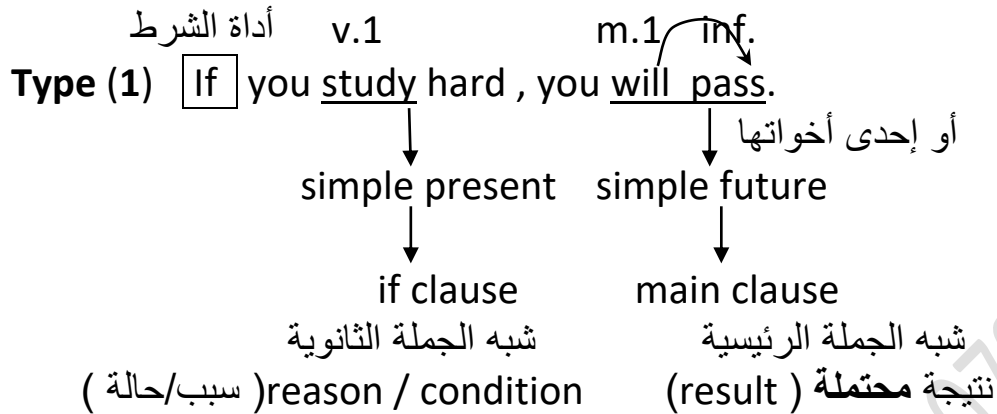 أداة الشرط v.1 m.1 inf.
Type (1) If you study hard , you will pass.
أو إحدى أخواتها
simple present simple future
if clause main clause
شبه الجملة الثانوية شبه الجملة الرئيسية
( سبب/حالة )reason / condition (result ) نتيجة محتملة